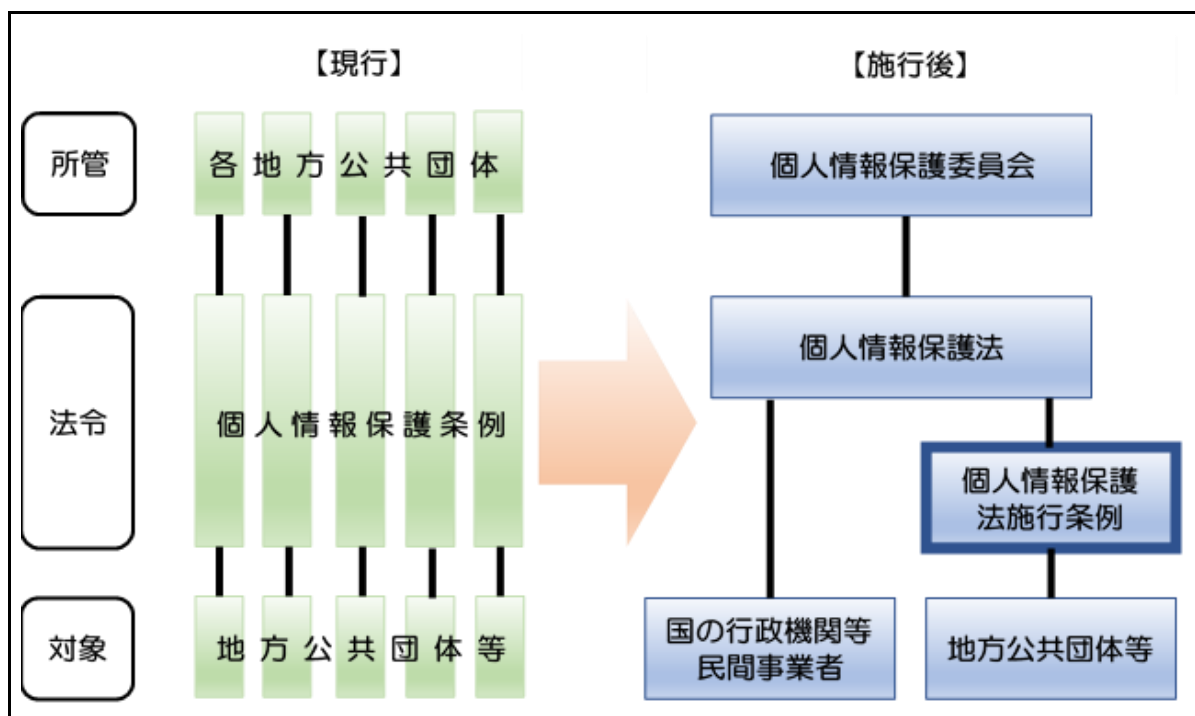 【現行】
【施行後】
所管
各地方公共団体
個人情報保護委員会
法令
個人情報保護条例
個人情報保護法
個人情報保護
法施行条例
対象
地方公共団体等
国の行政機関等
民間事業者
地方公共団体等